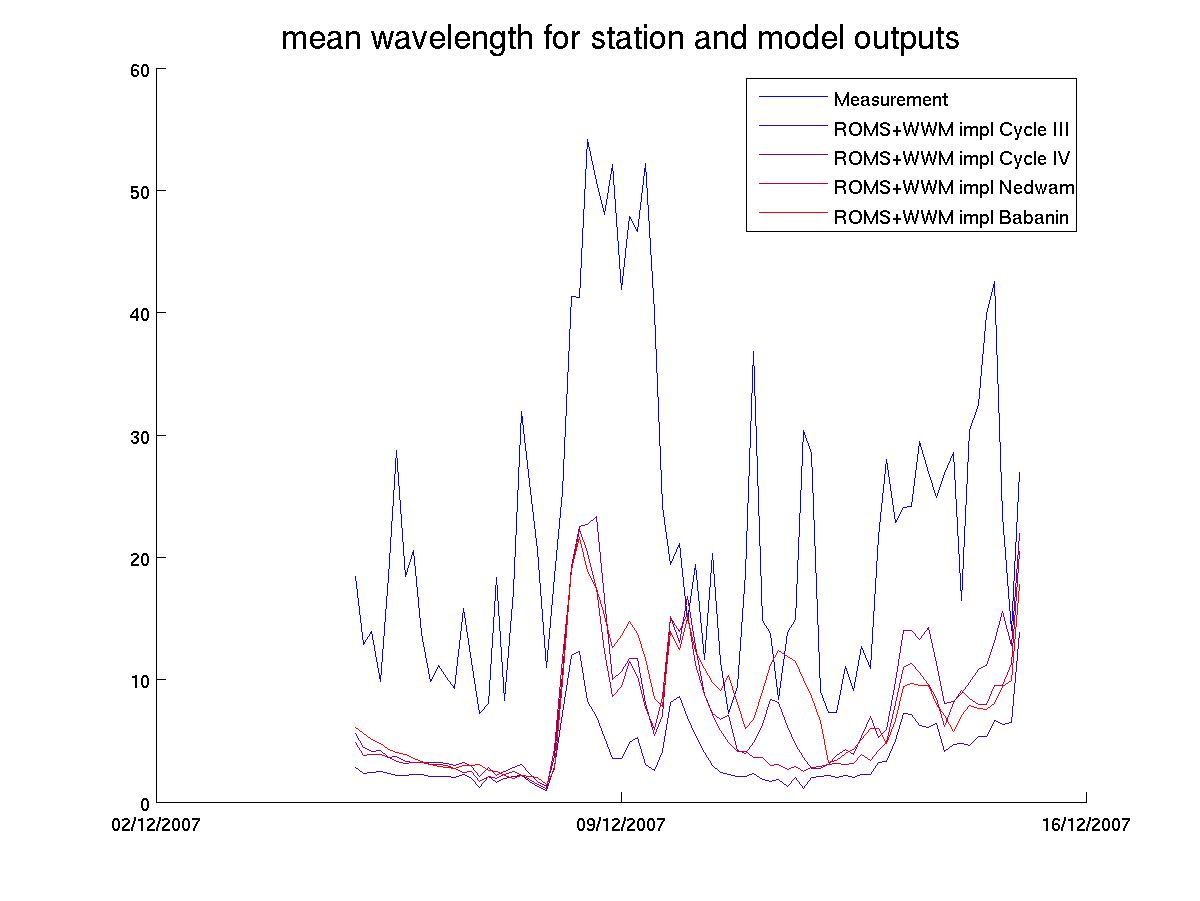 mean wavelength for station and model outputs
60
Measurement
ROMS+WWM impl Cycle III
ROMS+WWM impl Cycle IV
ROMS+WWM impl Nedwam
ROMS+WWM impl Babanin
50
40
30
20
10
0
02/12/2007 09/12/2007 16/12/2007